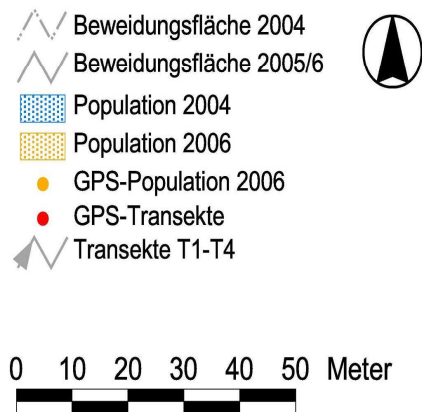 Beweidungsfläche 2004
Beweidungsfläche 2005/6
Population 2004
Population 2006
GPS-Population 2006
GPS-Transekte
Transekte T1-T4
0 10 20 30 40 50 Meter